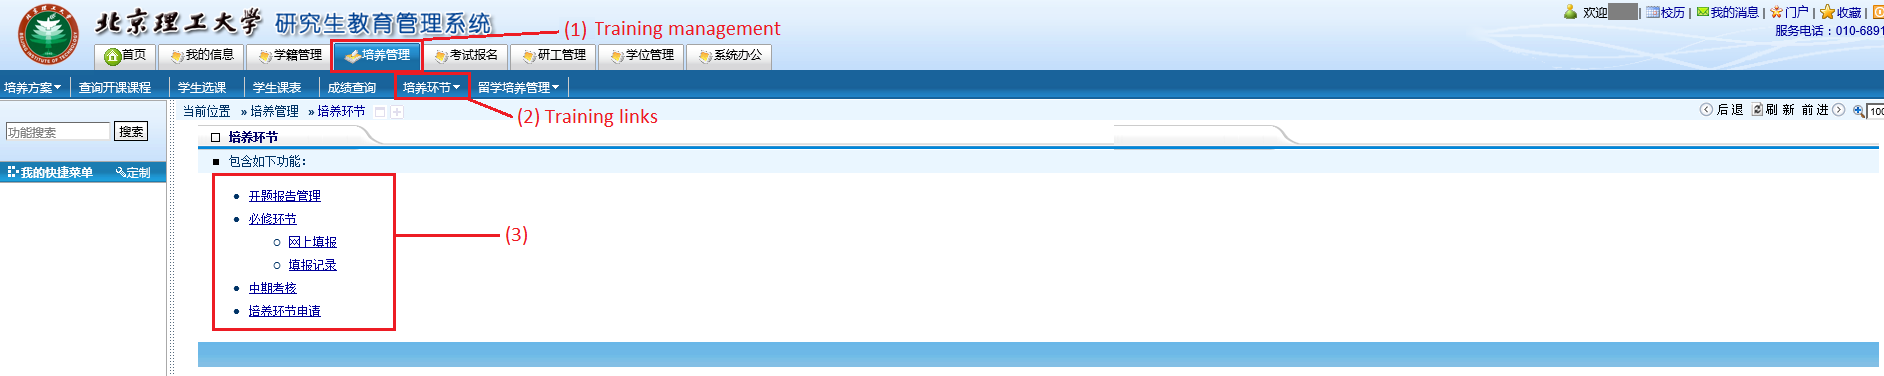 北京理工大学 研究生教育管理系统
(1) Training management
欢迎 | 校历 | 我的消息 | 门户 | 收藏 |
服务电话：010-6891
首页 我的信息 学籍管理 培养管理 考试报名 研工管理 学位管理 系统办公
培养方案 查询开课课程 学生选课 学生课表 成绩查询 培养环节 留学培养管理
(2) Training links
当前位置 » 培养管理 » 培养环节
后退 刷新 前进 100
功能搜索 搜索
培养环节
包含如下功能：
我的快捷菜单 定制
开题报告管理
必修环节
网上填报
填报记录
中期考核
培养环节申请
(3)